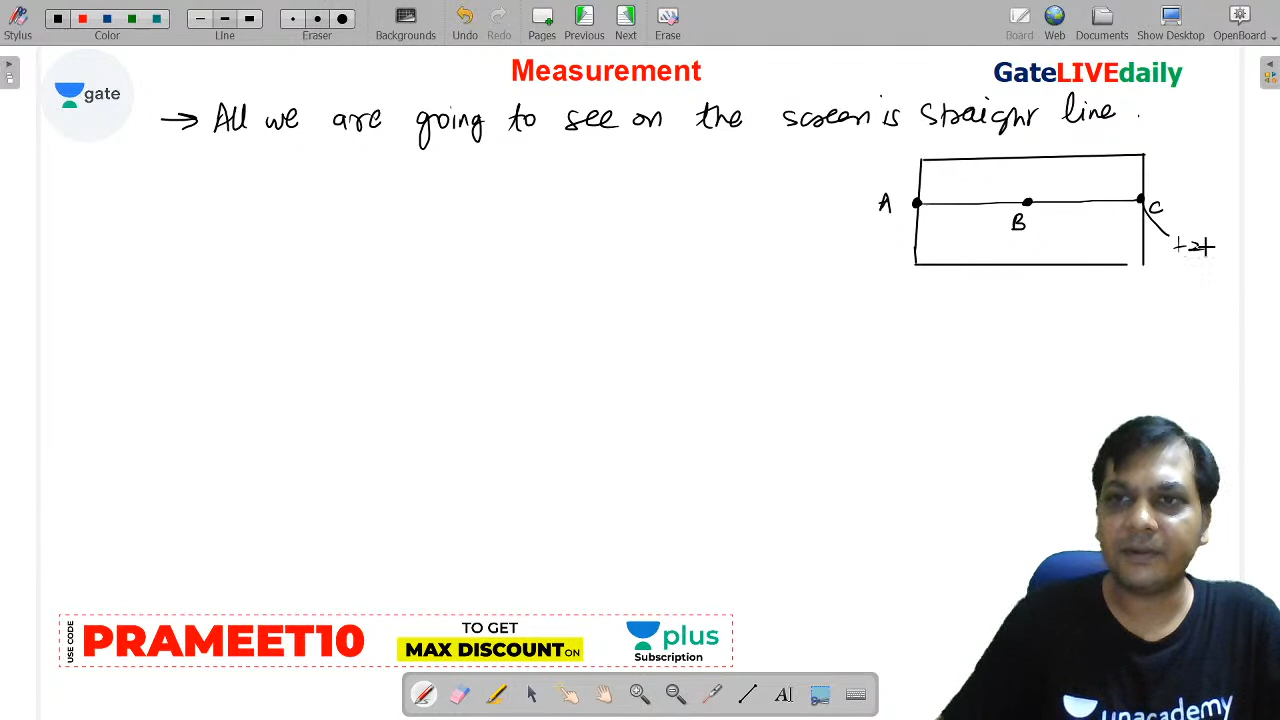 Stylus
Color
Line
Eraser
Backgrounds
Undo
Redo
Pages
Previous
Next
Erase
Board
Web
Documents
Show Desktop
OpenBoard
gate
Measurement
GateLIVEdaily
→ All we are going to see on the screen is straight line.
A
B
C
USE CODE
PRAMEET10
TO GET
MAX DISCOUNT ON
plus
Subscription
unacademy